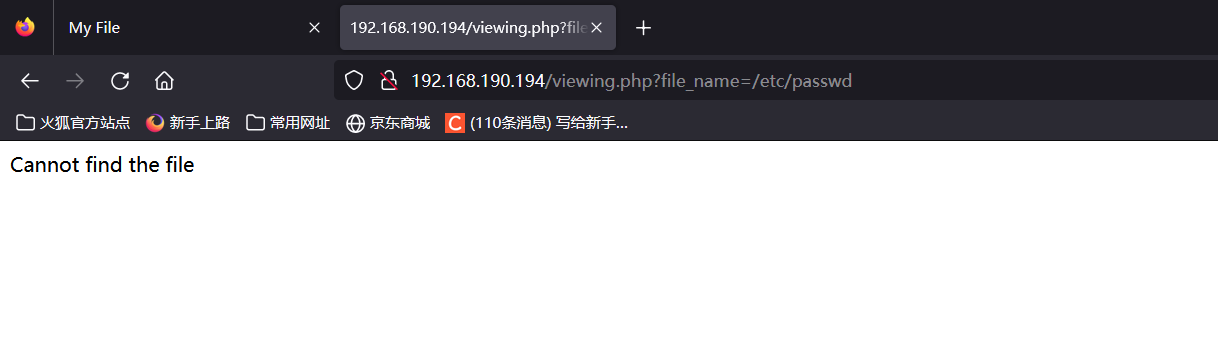 My File
192.168.190.194/viewing.php?file
192.168.190.194/viewing.php?file_name=/etc/passwd
火狐官方站点 新手上路 常用网址 京东商城 C (110条消息) 写给新手...
Cannot find the file